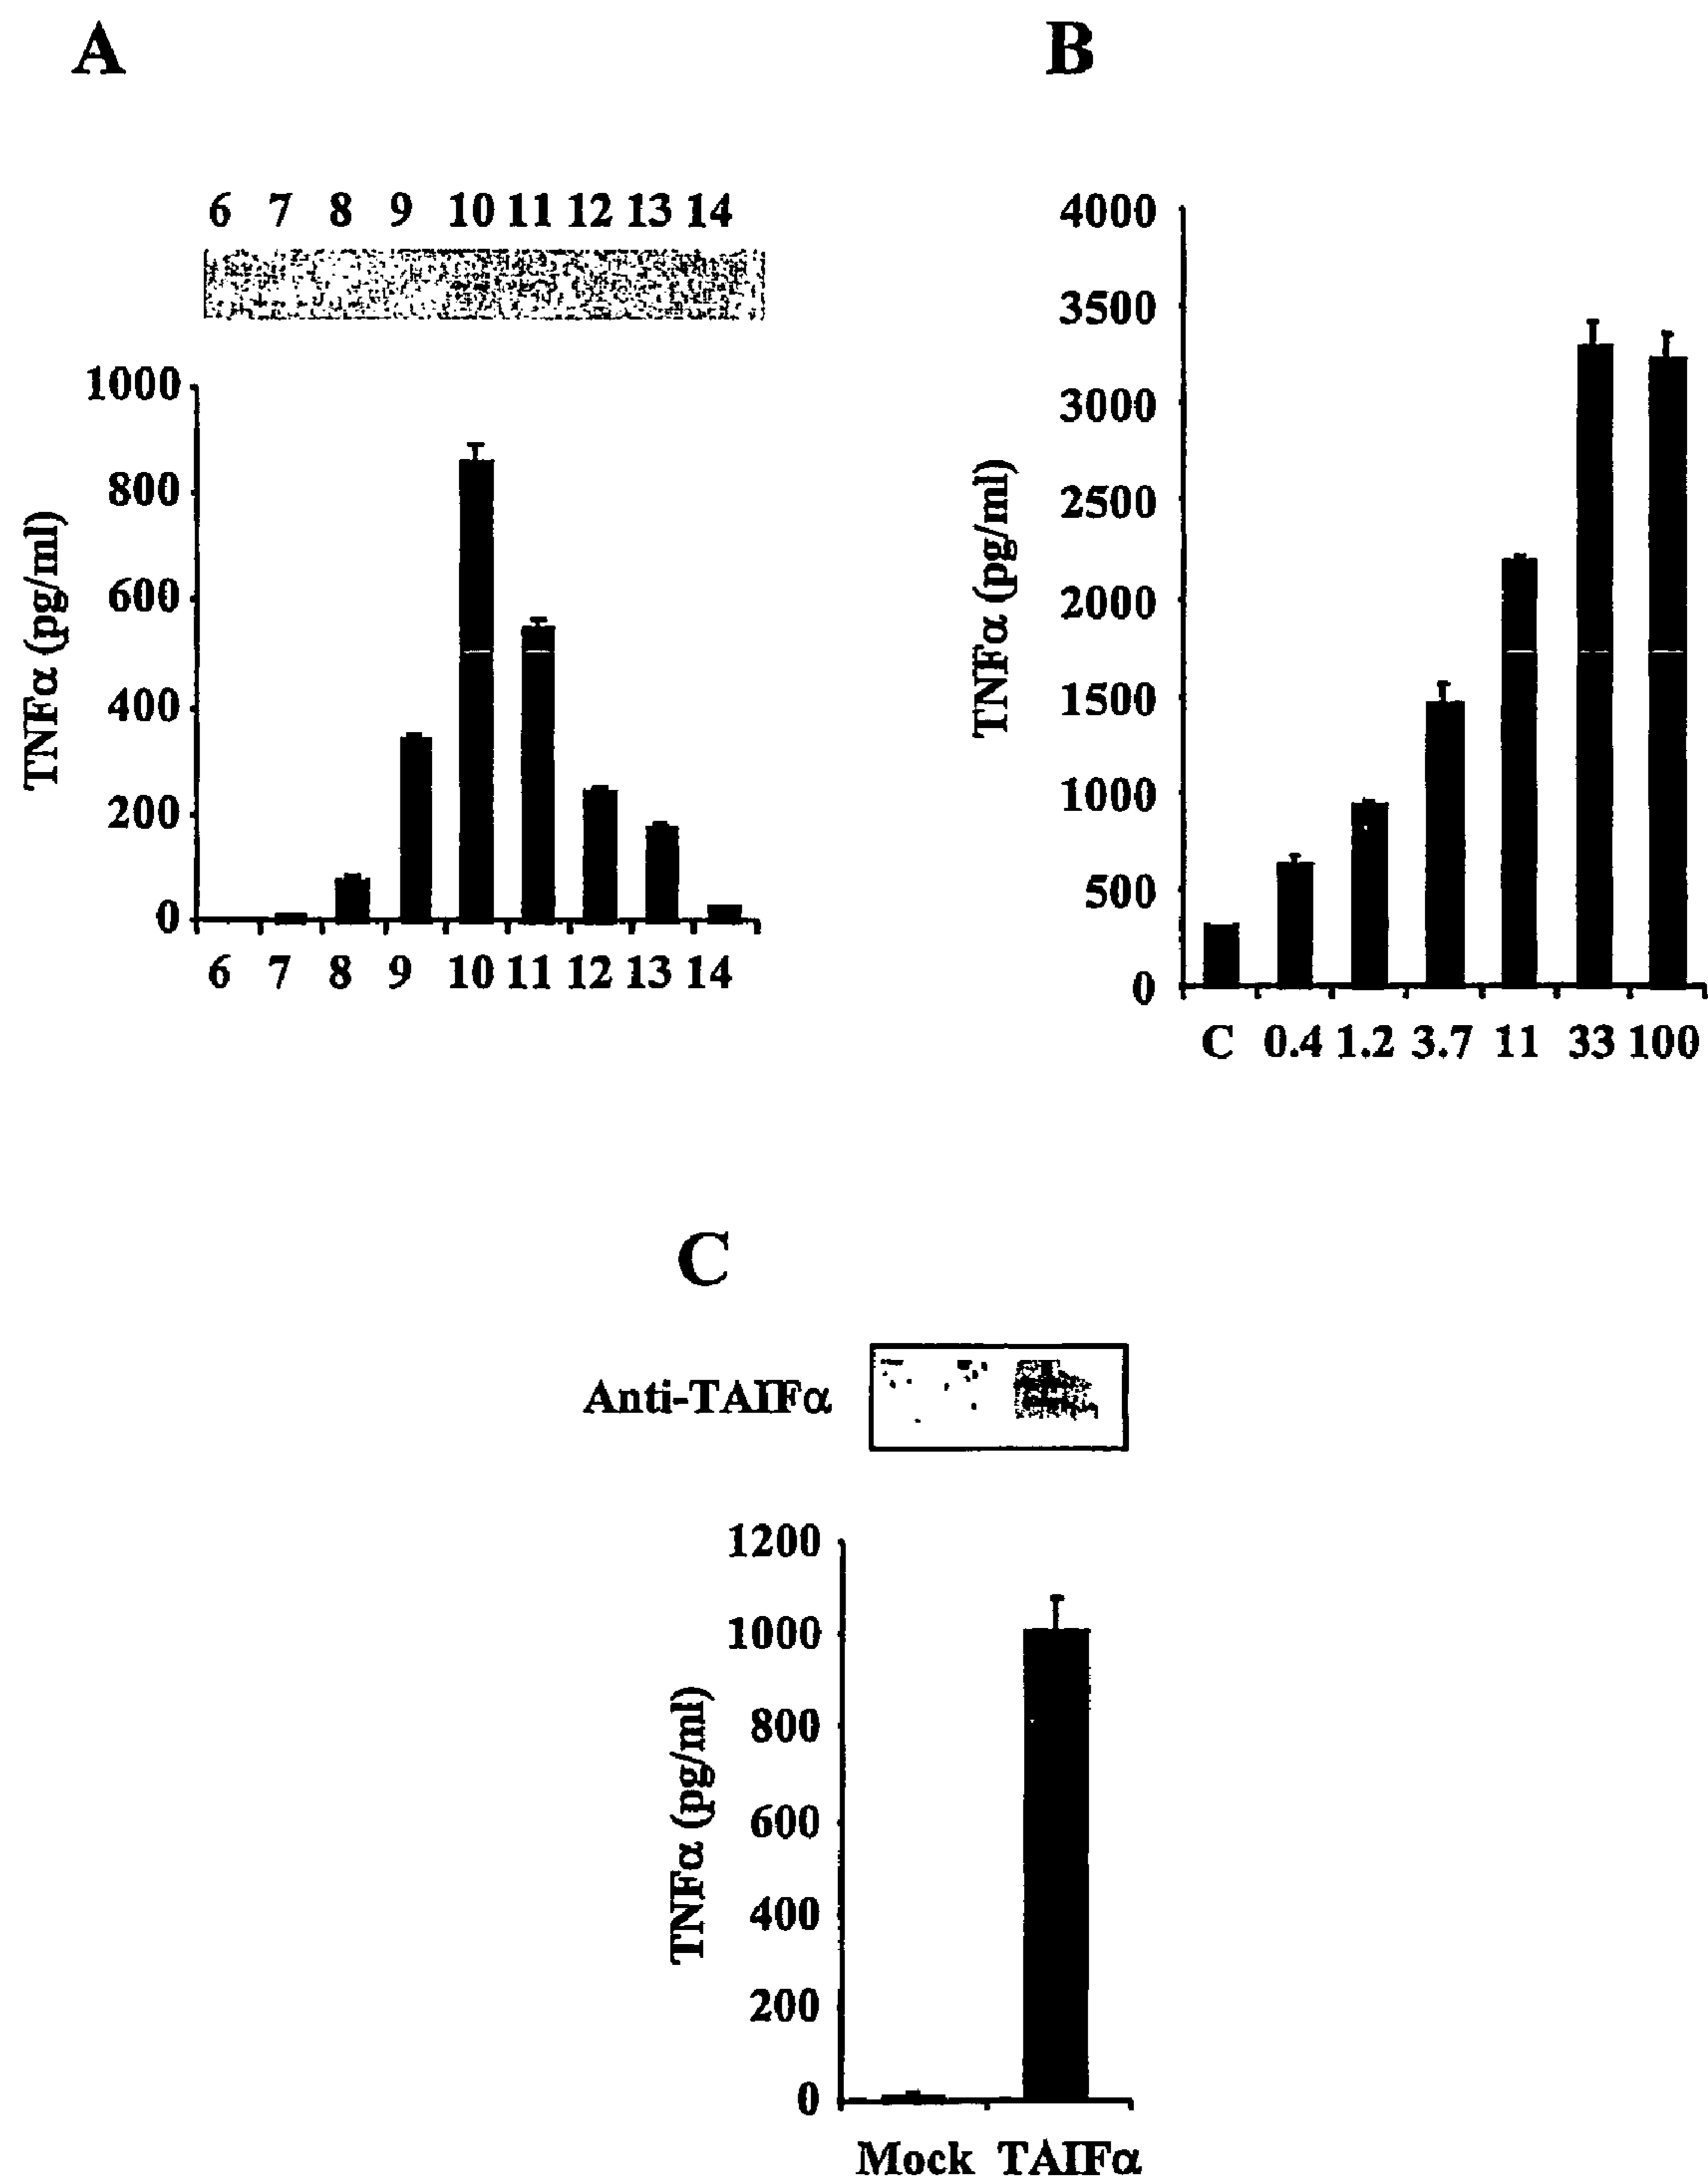 A
6 7 8 9 10 11 12 13 14
1000
800
600
400
200
0
TNFα (pg/ml)
6 7 8 9 10 11 12 13 14
B
4000
3500
3000
2500
2000
1500
1000
500
0
TNFα (pg/ml)
C 0.4 1.2 3.7 11 33 100
C
Anti-TAIFα
1200
1000
800
600
400
200
0
TNFα (pg/ml)
Mock TAIFα